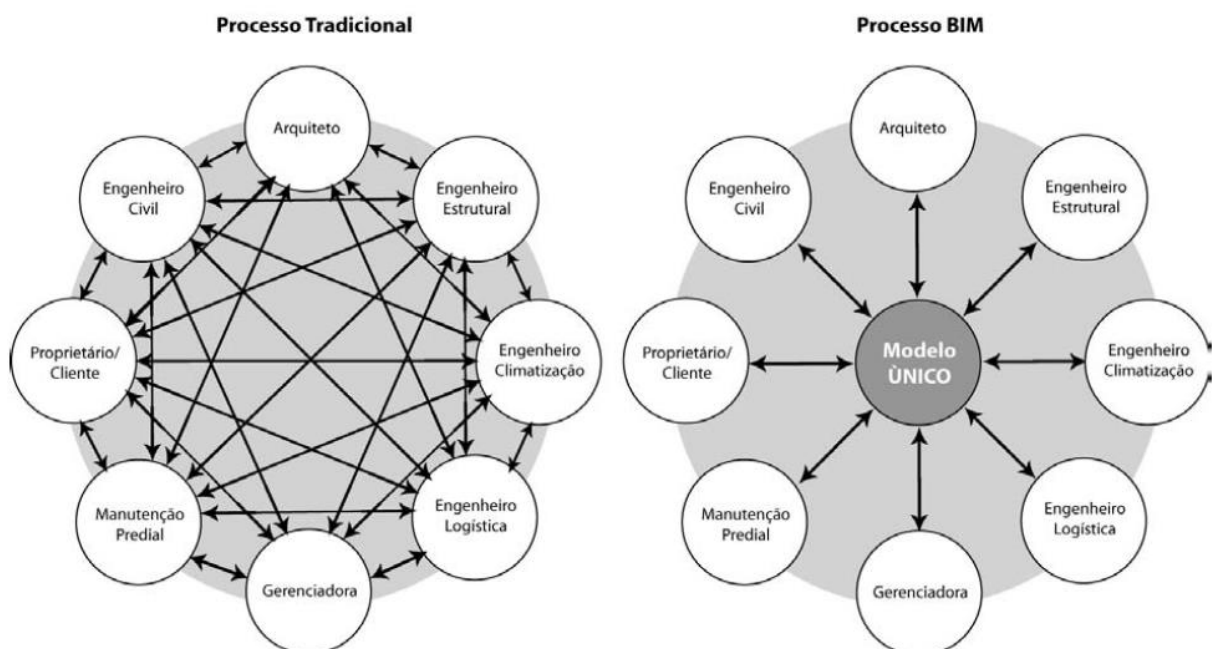 Processo Tradicional
Arquiteto
Engenheiro
Civil
Engenheiro
Estrutural
Proprietário/
Cliente
Engenheiro
Climatização
Manutenção
Predial
Engenheiro
Logística
Gerenciadora
Processo BIM
Arquiteto
Engenheiro
Civil
Engenheiro
Estrutural
Proprietário/
Cliente
Modelo
ÙNICO
Engenheiro
Climatização
Manutenção
Predial
Engenheiro
Logística
Gerenciadora